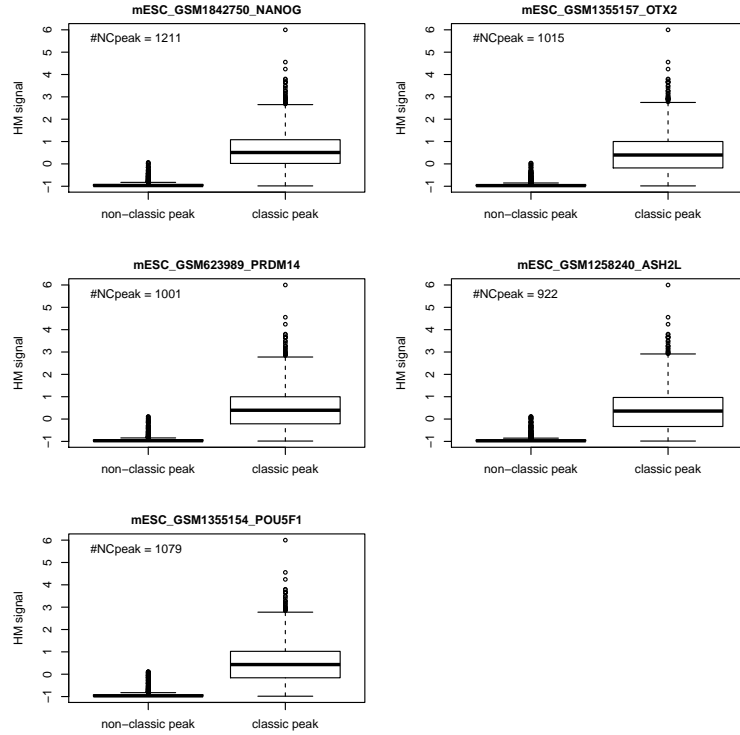 mESC_GSM1842750_NANOG
#NCpeak = 1211
HM signal
6
5
4
3
2
1
0
−1
non−classic peak classic peak
mESC_GSM1355157_OTX2
#NCpeak = 1015
HM signal
6
5
4
3
2
1
0
−1
non−classic peak classic peak
mESC_GSM623989_PRDM14
#NCpeak = 1001
HM signal
6
5
4
3
2
1
0
−1
non−classic peak classic peak
mESC_GSM1258240_ASH2L
#NCpeak = 922
HM signal
6
5
4
3
2
1
0
−1
non−classic peak classic peak
mESC_GSM1355154_POU5F1
#NCpeak = 1079
HM signal
6
5
4
3
2
1
0
−1
non−classic peak classic peak